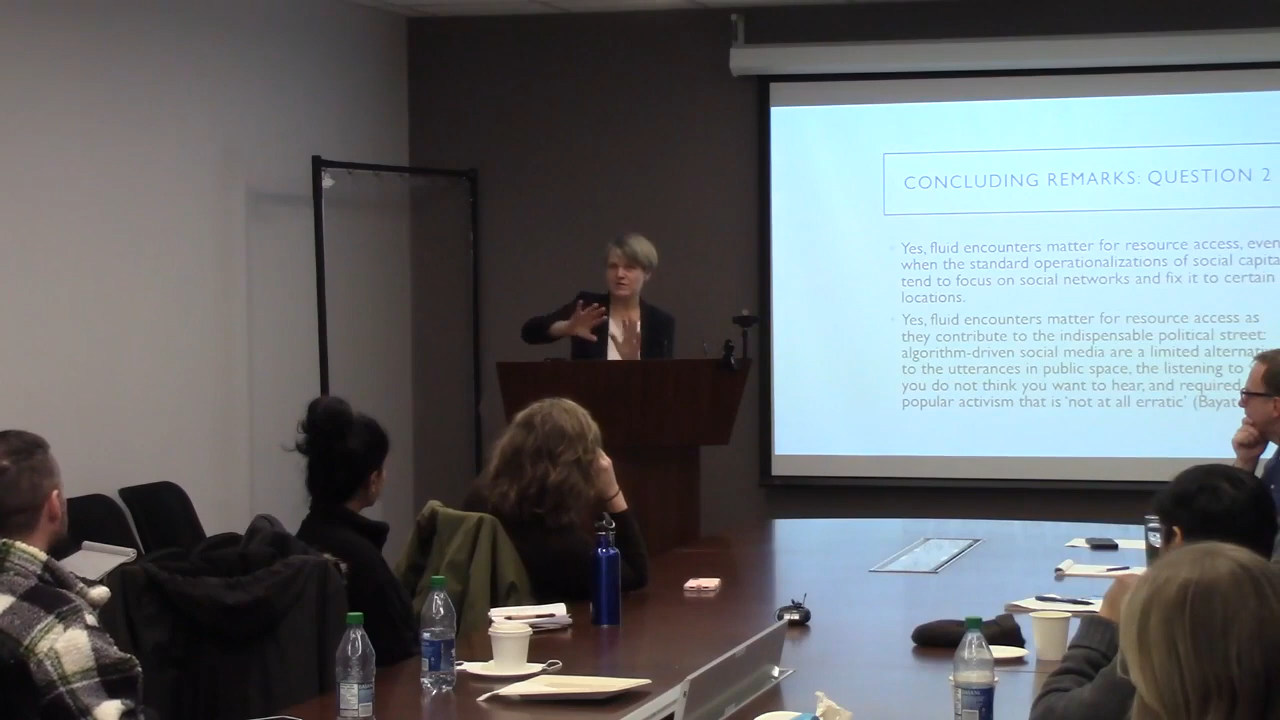 CONCLUDING REMARKS: QUESTION 2
Yes, fluid encounters matter for resource access, even
when the standard operationalizations of social capita
tend to focus on social networks and fix it to certain
locations.
Yes, fluid encounters matter for resource access as
they contribute to the indispensable political street:
algorithm-driven social media are a limited alternati
to the utterances in public space, the listening to
you do not think you want to hear, and required
popular activism that is 'not at all erratic' (Bayat